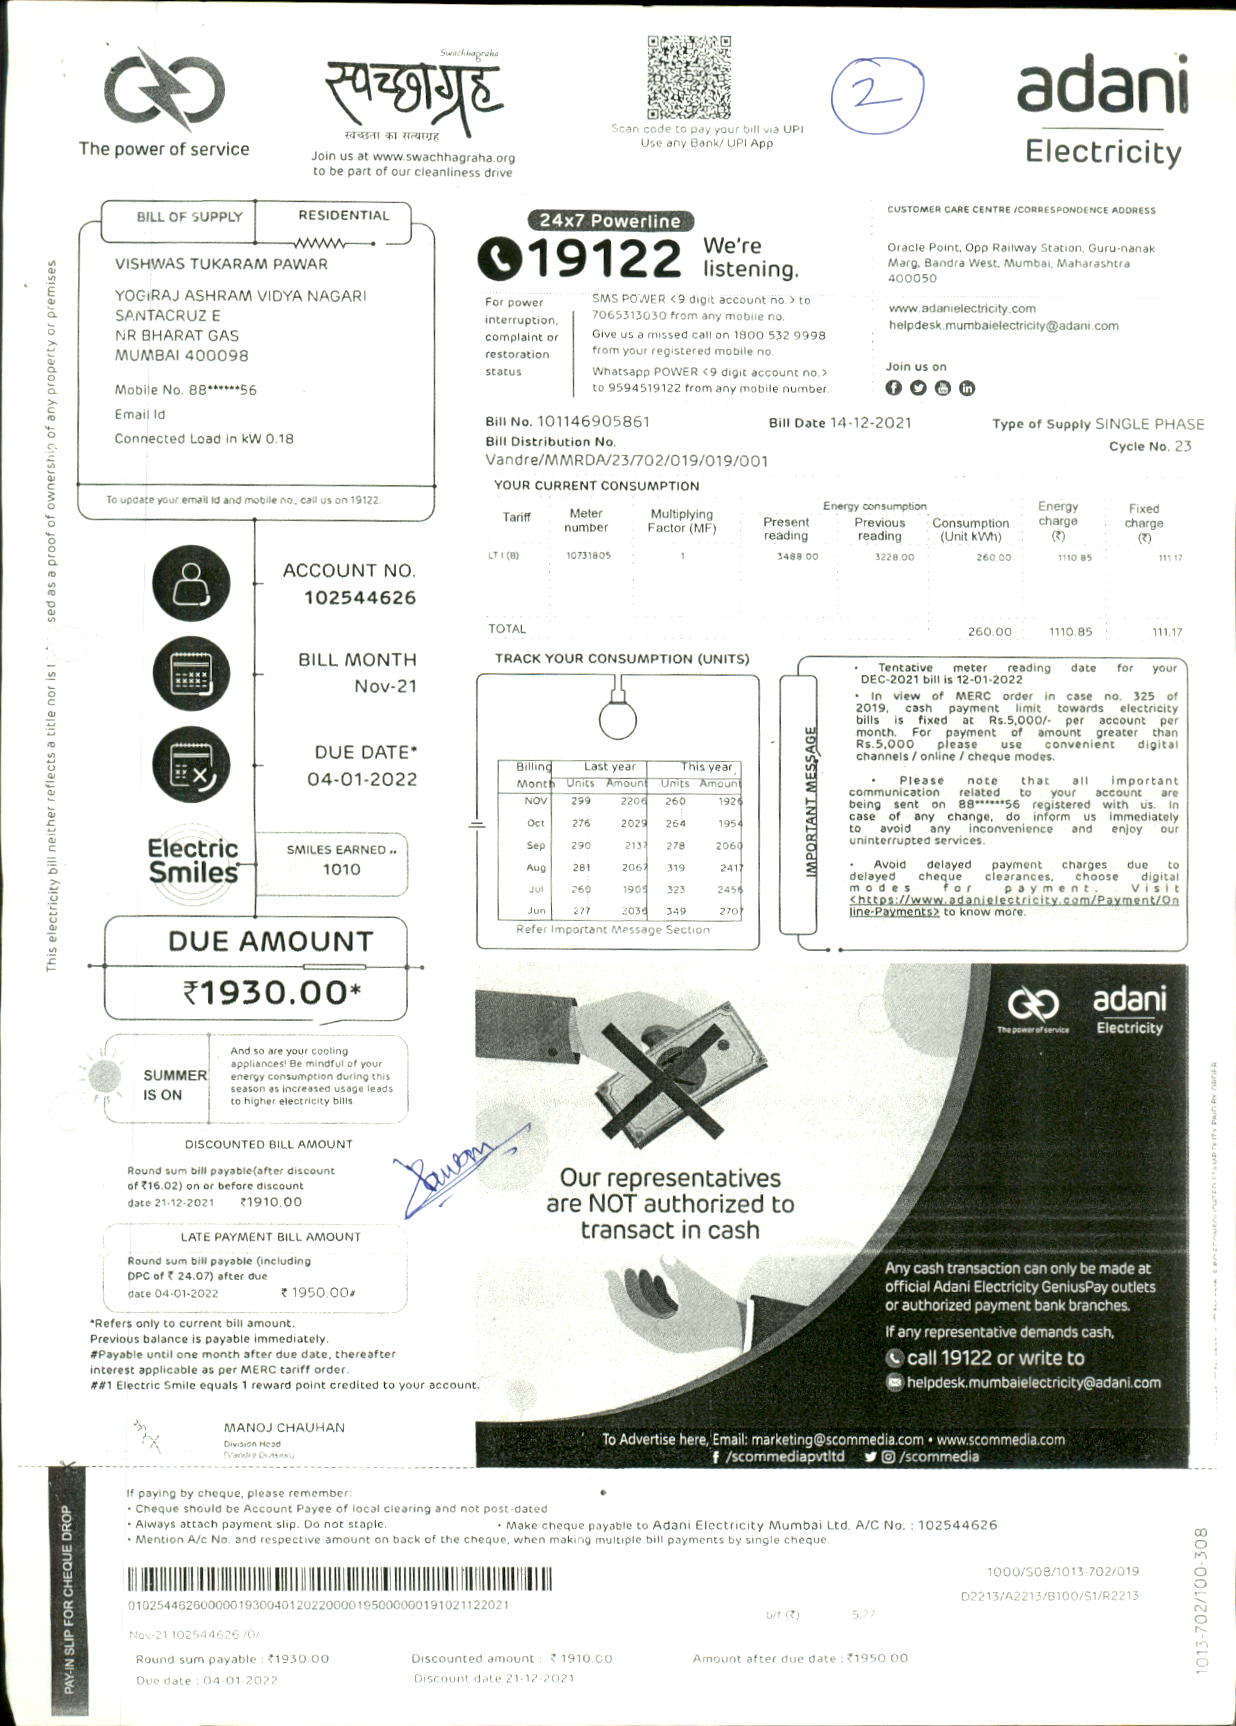 The power of service
Swachhagraha
स्वच्छाग्रह
स्वच्छता का सत्याग्रह
Join us at www.swachhagraha.org
to be part of our cleanliness drive
Scan code to pay your bill via UPI
Use any Bank/ UPI App
2
adani
Electricity
BILL OF SUPPLY
RESIDENTIAL
VISHWAS TUKARAM PAWAR
YOGIRAJ ASHRAM VIDYA NAGARI
SANTACRUZ E
NR BHARAT GAS
MUMBAI 400098
Mobile No. 88******56
Email Id
Connected Load in kW 0.18
To update your email Id and mobile no., call us on 19122.
24x7 Powerline
19122 We're listening.
For power interruption, complaint or restoration status
SMS POWER <9 digit account no.> to
7065313030 from any mobile no.
Give us a missed call on 1800 532 9998
from your registered mobile no.
Whatsapp POWER <9 digit account no.>
to 9594519122 from any mobile number.
CUSTOMER CARE CENTRE /CORRESPONDENCE ADDRESS
Oracle Point, Opp Railway Station, Guru-nanak
Marg, Bandra West, Mumbai, Maharashtra
400050
www.adanielectricity.com
helpdesk.mumbaielectricity@adani.com
Join us on
Bill No. 101146905861 Bill Date 14-12-2021 Type of Supply SINGLE PHASE
Bill Distribution No. Cycle No. 23
Vandre/MMRDA/23/702/019/019/001
YOUR CURRENT CONSUMPTION
Energy consumption
Tariff Meter number Multiplying Factor (MF) Present reading Previous reading Consumption (Unit kWh) Energy charge (₹) Fixed charge (₹)
LT I (B) 10731805 1 3488.00 3228.00 260.00 1110.85 111.17
TOTAL 260.00 1110.85 111.17
ACCOUNT NO.
102544626
BILL MONTH
Nov-21
DUE DATE*
04-01-2022
Electric Smiles
SMILES EARNED
1010
DUE AMOUNT
₹1930.00*
TRACK YOUR CONSUMPTION (UNITS)
Billing Month Last year This year
Units Amount Units Amount
NOV 299 2206 260 1926
Oct 276 2029 264 1954
Sep 290 2137 278 2060
Aug 281 2067 319 2417
Jul 260 1905 323 2456
Jun 277 2036 349 2707
Refer Important Message Section
IMPORTANT MESSAGE
• Tentative meter reading date for your
DEC-2021 bill is 12-01-2022
• In view of MERC order in case no. 325 of
2019, cash payment limit towards electricity
bills is fixed at Rs.5,000/- per account per
month. For payment of amount greater than
Rs.5,000 please use convenient digital
channels / online / cheque modes.
• Please note that all important
communication related to your account are
being sent on 88******56 registered with us. In
case of any change, do inform us immediately
to avoid any inconvenience and enjoy our
uninterrupted services.
• Avoid delayed payment charges due to
delayed cheque clearances, choose digital
modes for payment. Visit
<https://www.adanielectricity.com/Payment/On
line-Payments> to know more.
SUMMER IS ON
And so are your cooling
appliances! Be mindful of your
energy consumption during this
season as increased usage leads
to higher electricity bills.
DISCOUNTED BILL AMOUNT
Round sum bill payable(after discount
of ₹16.02) on or before discount
date 21-12-2021 ₹1910.00
LATE PAYMENT BILL AMOUNT
Round sum bill payable (including
DPC of ₹ 24.07) after due
date 04-01-2022 ₹ 1950.00#
*Refers only to current bill amount.
Previous balance is payable immediately.
#Payable until one month after due date, thereafter
interest applicable as per MERC tariff order.
##1 Electric Smile equals 1 reward point credited to your account.
MANOJ CHAUHAN
Division Head
(Vandre Division)
The power of service
adani
Electricity
Our representatives
are NOT authorized to
transact in cash
Any cash transaction can only be made at
official Adani Electricity GeniusPay outlets
or authorized payment bank branches.
If any representative demands cash,
call 19122 or write to
helpdesk.mumbaielectricity@adani.com
To Advertise here, Email: marketing@scommedia.com • www.scommedia.com
/scommediapvtltd /scommedia
PAY-IN SLIP FOR CHEQUE DROP
If paying by cheque, please remember:
• Cheque should be Account Payee of local clearing and not post-dated
• Always attach payment slip. Do not staple. • Make cheque payable to Adani Electricity Mumbai Ltd. A/C No. : 102544626
• Mention A/c No. and respective amount on back of the cheque, when making multiple bill payments by single cheque.
1000/S08/1013-702/019
D2213/A2213/B100/S1/R2213
b/f (₹) 5.77
Nov-21 102544626 /0/
Round sum payable : ₹1930.00 Discounted amount : ₹ 1910.00 Amount after due date : ₹1950.00
Due date : 04-01-2022 Discount date 21-12-2021
1013-702/100-308